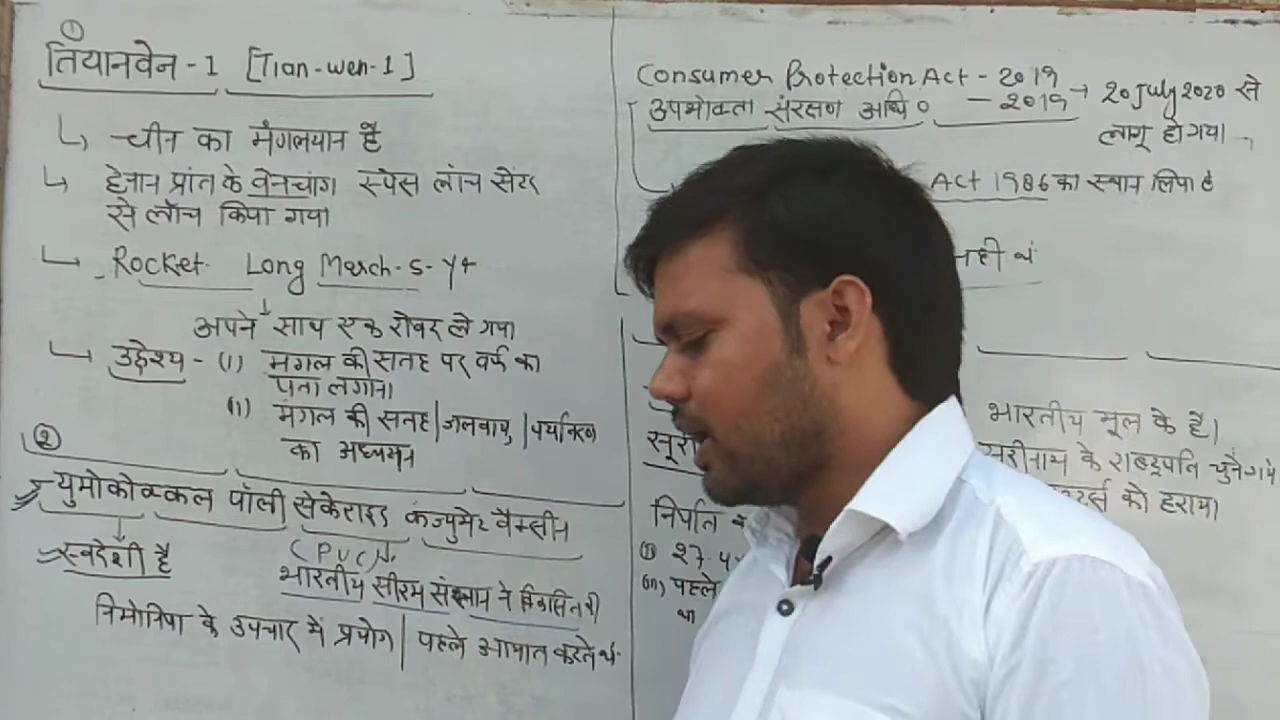 ①
तियानवेन - 1 [Tian-wen-1]
↳ चीन का मंगलयान है
↳ हेनान प्रांत के वेनचांग स्पेस लांच सेंटर
से लॉंच किया गया
↳ Rocket- Long March-5-Y4
↓
अपने साथ एक रोवर ले गया
↳ उद्देश्य - (i) मंगल की सतह पर बर्फ का
पता लगाना
(ii) मंगल की सतह | जलवायु | पर्यावरण
का अध्ययन
②
युमोकोक्कल पॉली सेकेराइड कंज्युगेट वैक्सीन
(PVC)
स्वदेशी है
भारतीय सीरम संस्थान ने विकसित की
निमोनिया के उपचार में प्रयोग | पहले आयात करते थे
Consumer Protection Act - 2019
उपभोक्ता संरक्षण अधि० - 2019 → 20 July 2020 से
लागू हो गया
Act 1986 का स्थान लिया है
नही थे
भारतीय मूल के है।
सूरी
सूरीनाम के राष्ट्रपति चुने गये
को हराया
निर्यात
(i) 27.
(ii) पहले
था